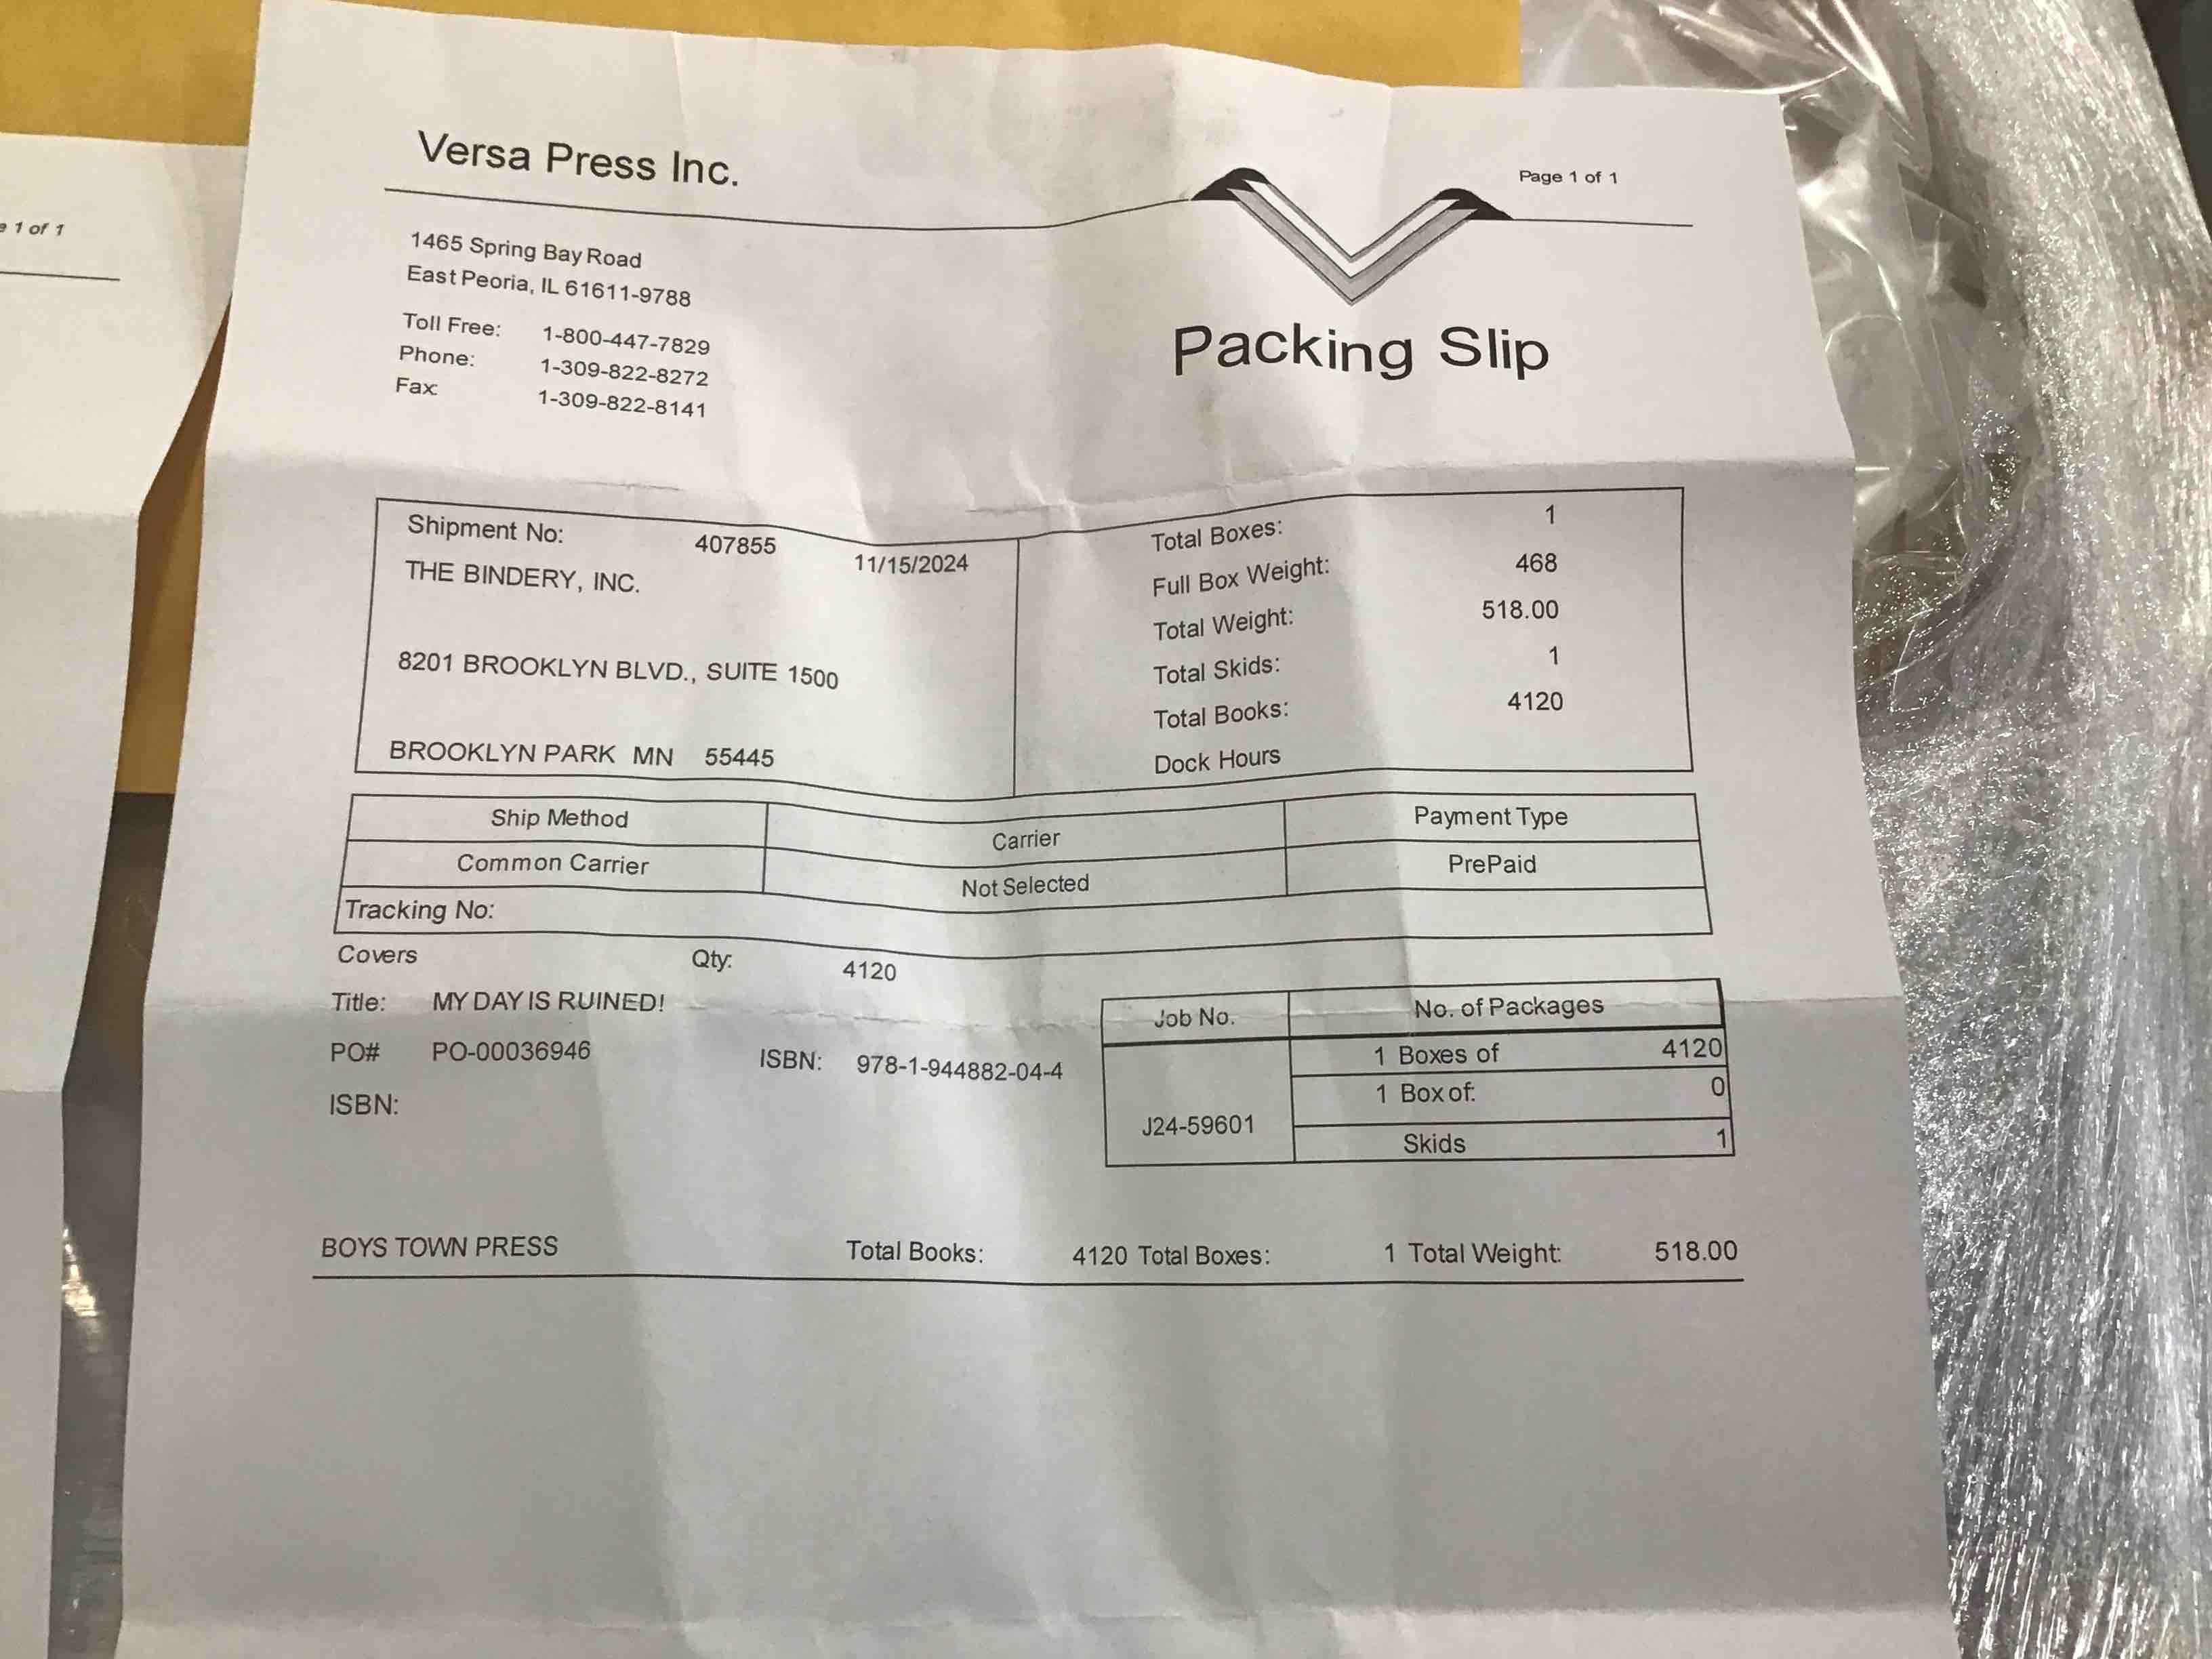 e 1 of 1
Versa Press Inc.
Page 1 of 1
1465 Spring Bay Road
East Peoria, IL 61611-9788
Toll Free: 1-800-447-7829
Phone: 1-309-822-8272
Fax: 1-309-822-8141
Packing Slip
Shipment No: 407855 11/15/2024
THE BINDERY, INC.
8201 BROOKLYN BLVD., SUITE 1500
BROOKLYN PARK MN 55445
Total Boxes: 1
Full Box Weight: 468
Total Weight: 518.00
Total Skids: 1
Total Books: 4120
Dock Hours
Ship Method Carrier Payment Type
Common Carrier Not Selected PrePaid
Tracking No:
Covers Qty: 4120
Title: MY DAY IS RUINED!
PO# PO-00036946 ISBN: 978-1-944882-04-4
ISBN:
Job No. No. of Packages
1 Boxes of 4120
1 Box of: 0
J24-59601
Skids 1
BOYS TOWN PRESS Total Books: 4120 Total Boxes: 1 Total Weight: 518.00